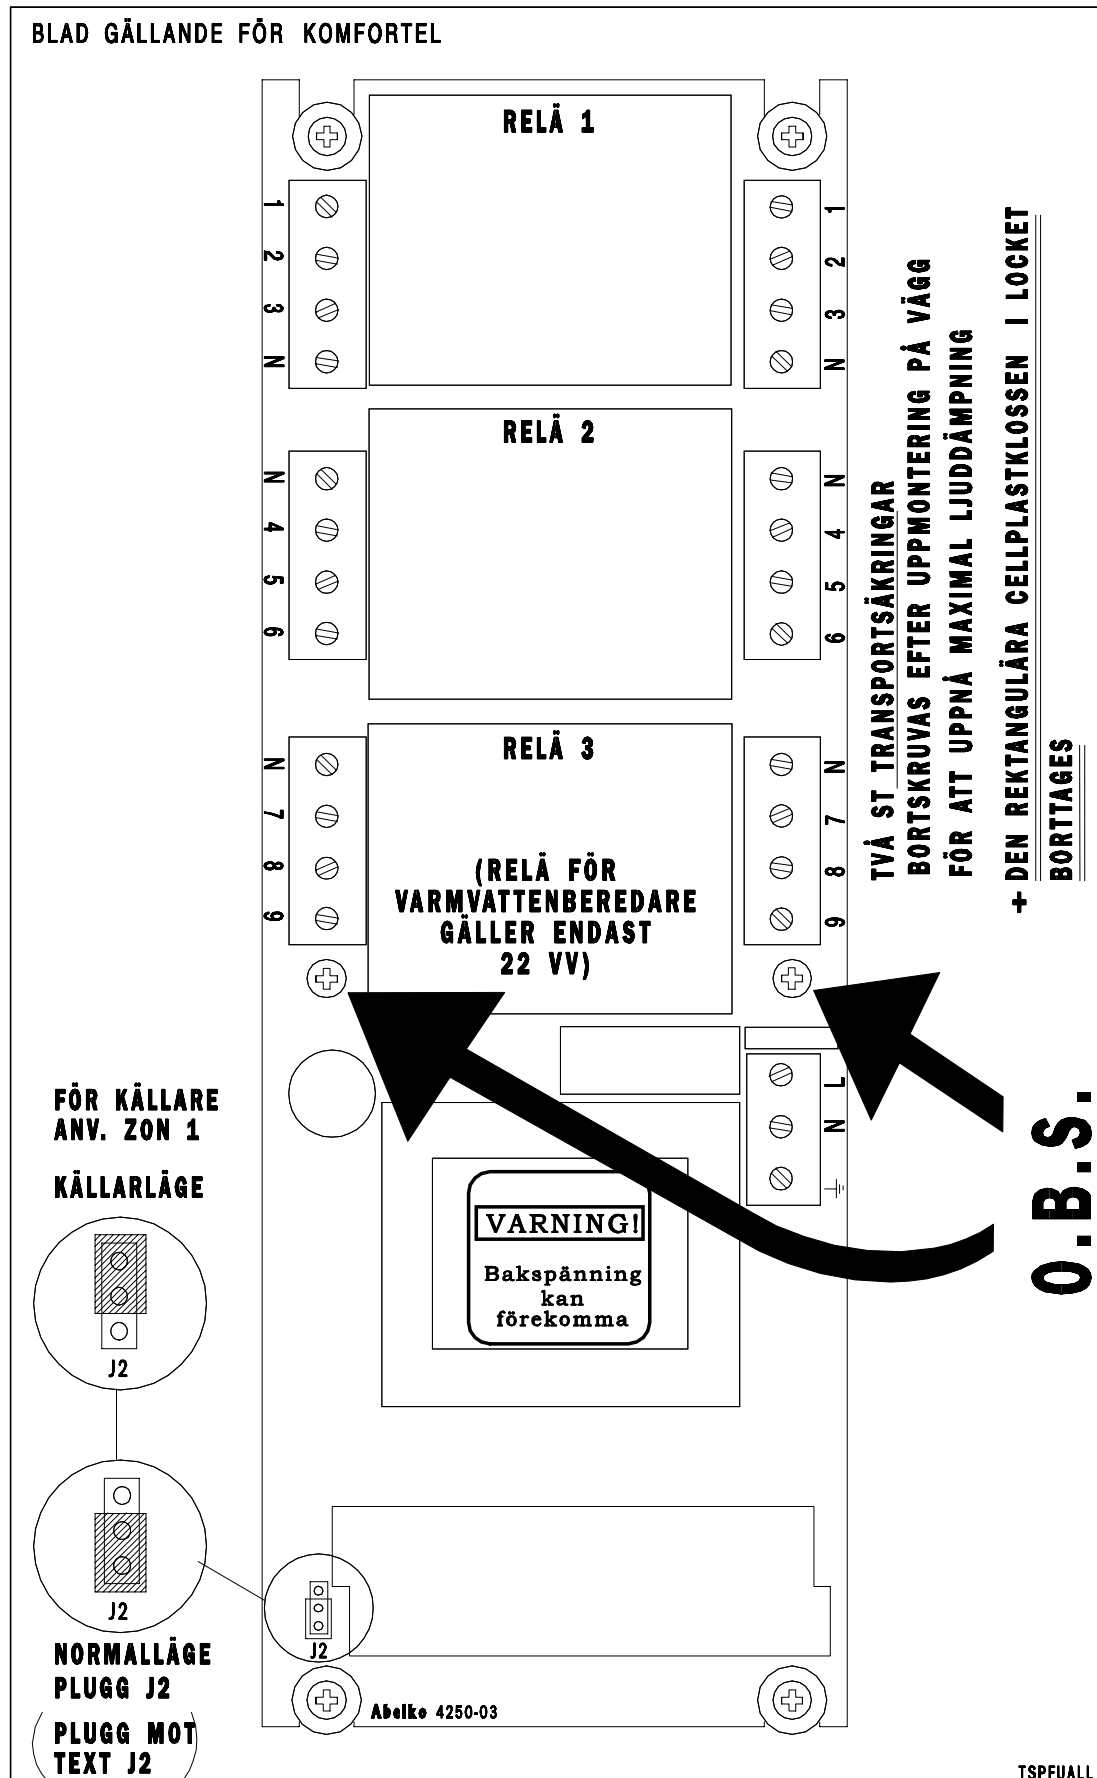 BLAD GÄLLANDE FÖR KOMFORTEL
RELÄ 1
1
2
3
N
1
2
3
N
RELÄ 2
N
4
5
6
N
4
5
6
RELÄ 3
(RELÄ FÖR
VARMVATTENBEREDARE
GÄLLER ENDAST
22 VV)
N
7
8
9
N
7
8
9
TVÅ ST TRANSPORTSÄKRINGAR
BORTSKRUVAS EFTER UPPMONTERING PÅ VÄGG
FÖR ATT UPPNÅ MAXIMAL LJUDDÄMPNING
+ DEN REKTANGULÄRA CELLPLASTKLOSSEN I LOCKET
BORTTAGES
O.B.S.
L
N
VARNING!
Bakspänning
kan
förekomma
FÖR KÄLLARE
ANV. ZON 1
KÄLLARLÄGE
J2
J2
J2
NORMALLÄGE
PLUGG J2
(PLUGG MOT
TEXT J2)
Abelko 4250-03
TSPFUALL